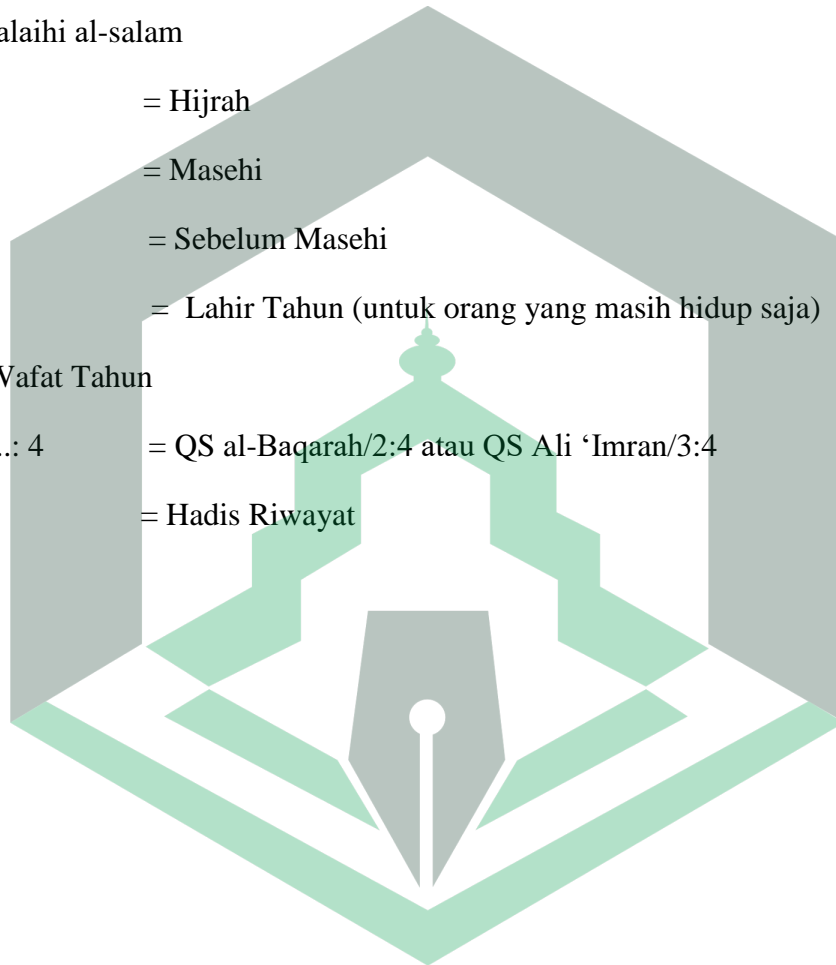 alaihi al-salam
= Hijrah
= Masehi
= Sebelum Masehi
= Lahir Tahun (untuk orang yang masih hidup saja)
Tahun
.: 4 = QS al-Baqarah/2:4 atau QS Ali ‘Imran/3:4
= Hadis Riwayat